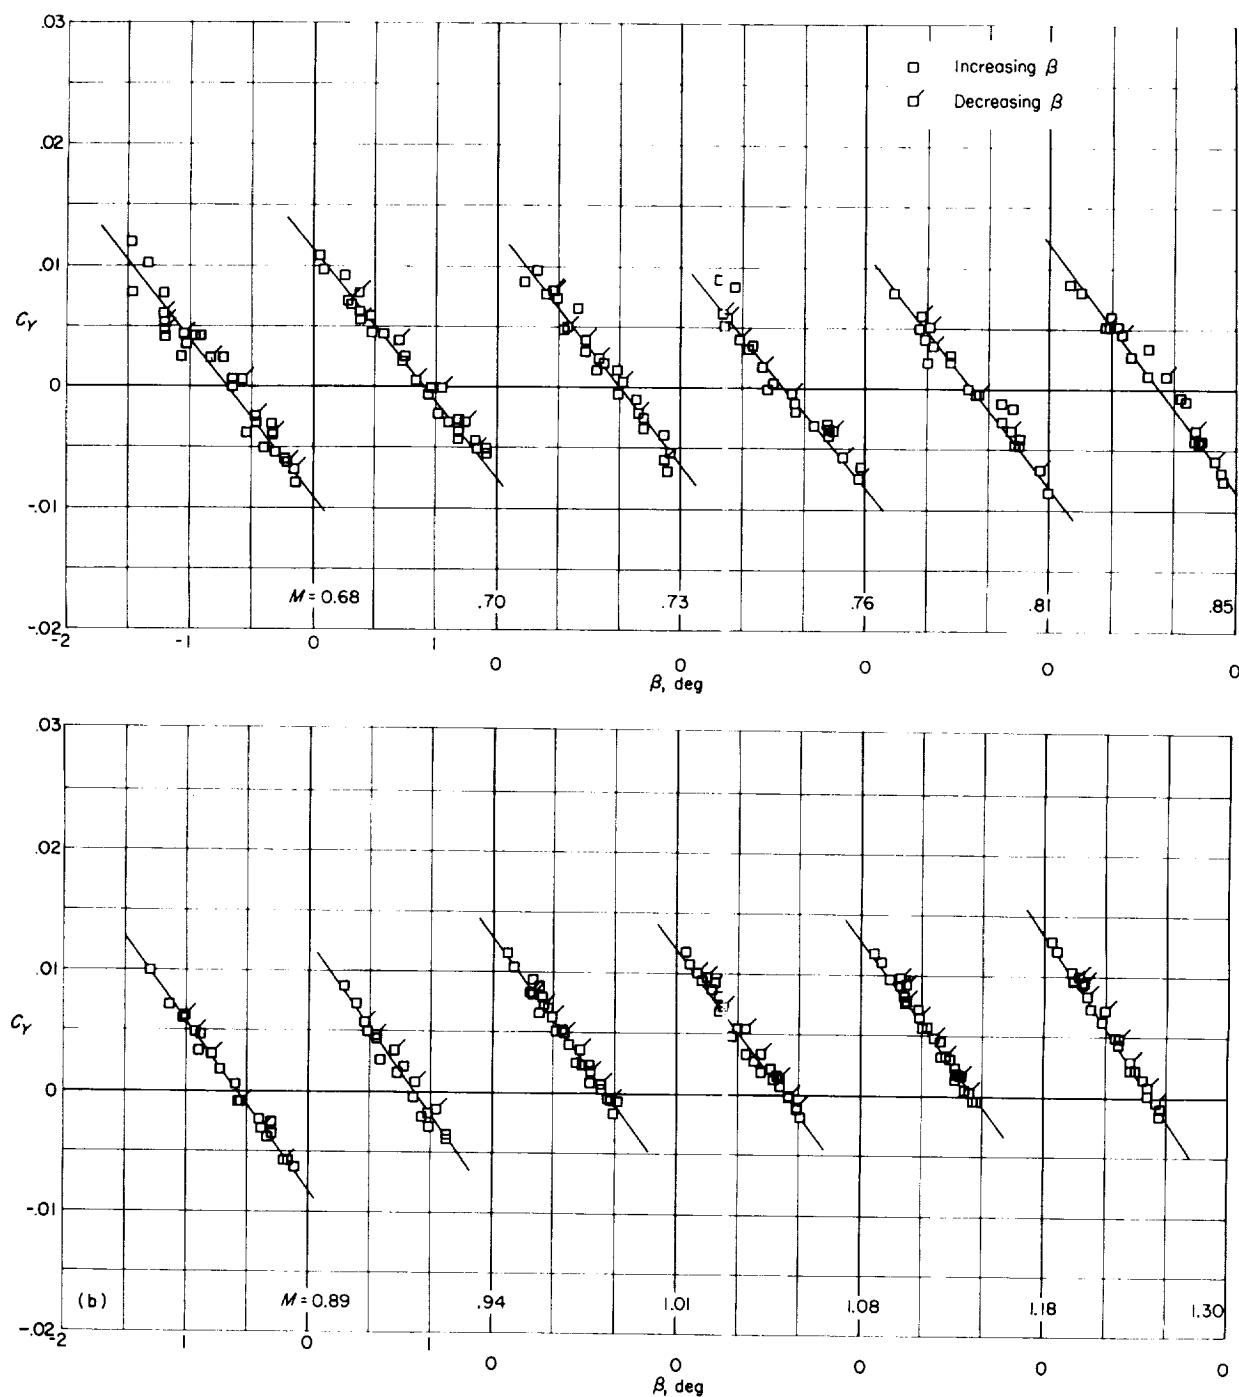 .03
Increasing β
Decreasing β
.02
.01
C_Y
0
-.01
M = 0.68 .70 .73 .76 .81 .85
-.02
-2 -1 0 1 0 0 0 0 0
β, deg
.03
.02
.01
C_Y
0
-.01
(b) M = 0.89 .94 1.01 1.08 1.18 1.30
-.02
-2 1 0 1 0 0 0 0 0
β, deg